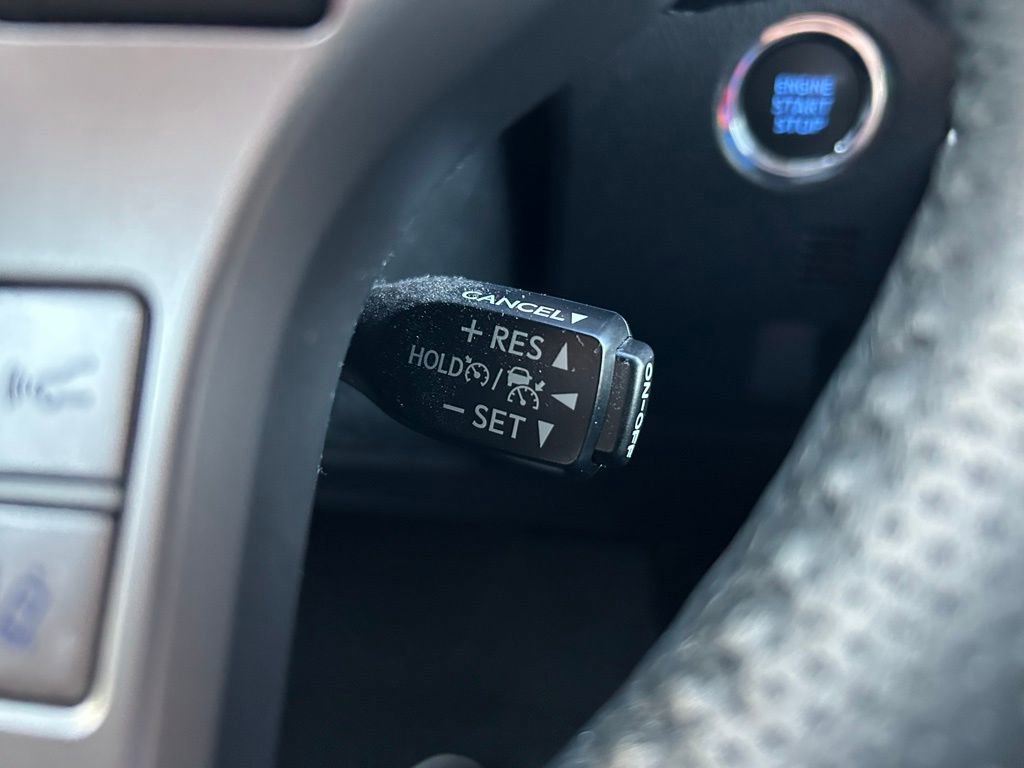 ENGINE
START
STOP
CANCEL▼
+ RES ▲
HOLD / ◀
− SET ▼
ON-OFF